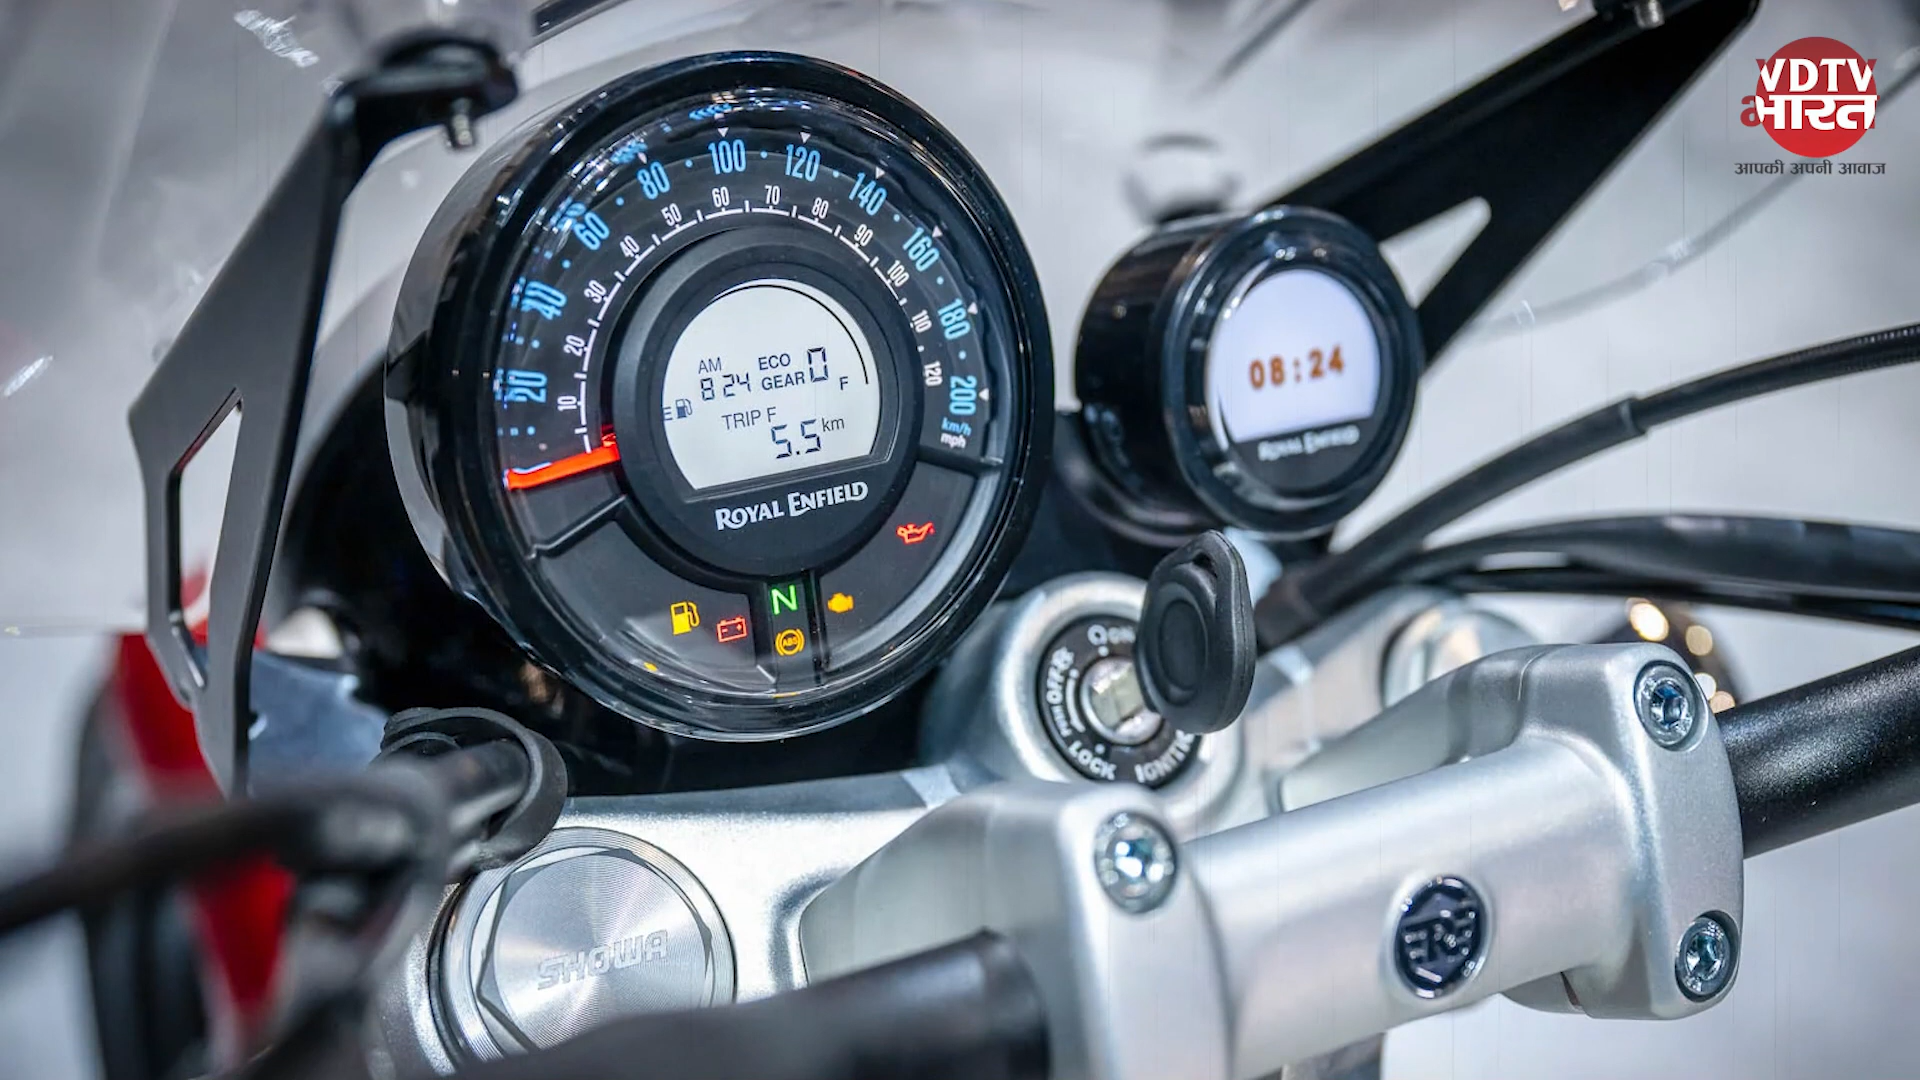 VDTV
भारत
आपकी अपनी आवाज
20 40 60 80 100 120 140 160 180 200
km/h
mph
10 20 30 40 50 60 70 80 90 100 110 120
AM
8 24
ECO
GEAR 0
E F
TRIP F
5.5 km
ROYAL ENFIELD
N
ABS
08:24
ROYAL ENFIELD
ON
OFF
LOCK
IGNITION
SHOWA